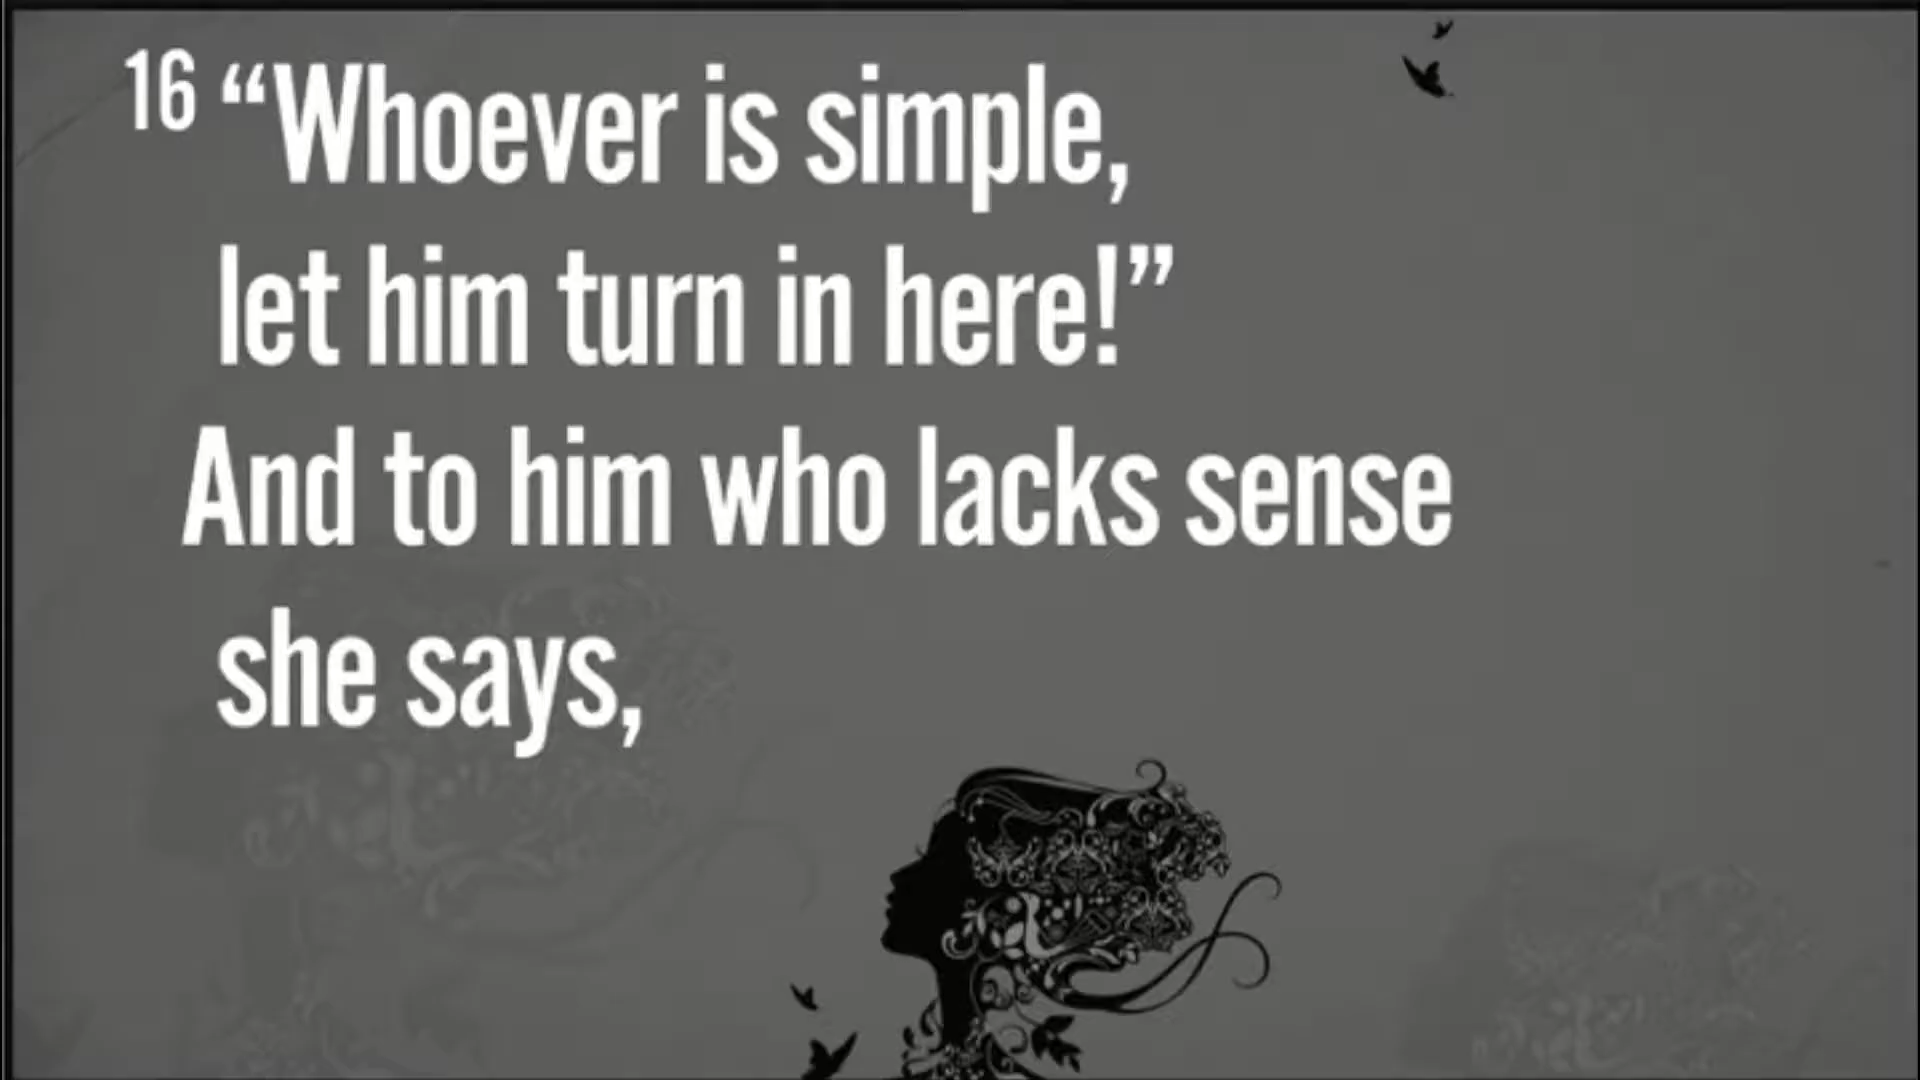 16 “Whoever is simple,
let him turn in here!”
And to him who lacks sense
she says,